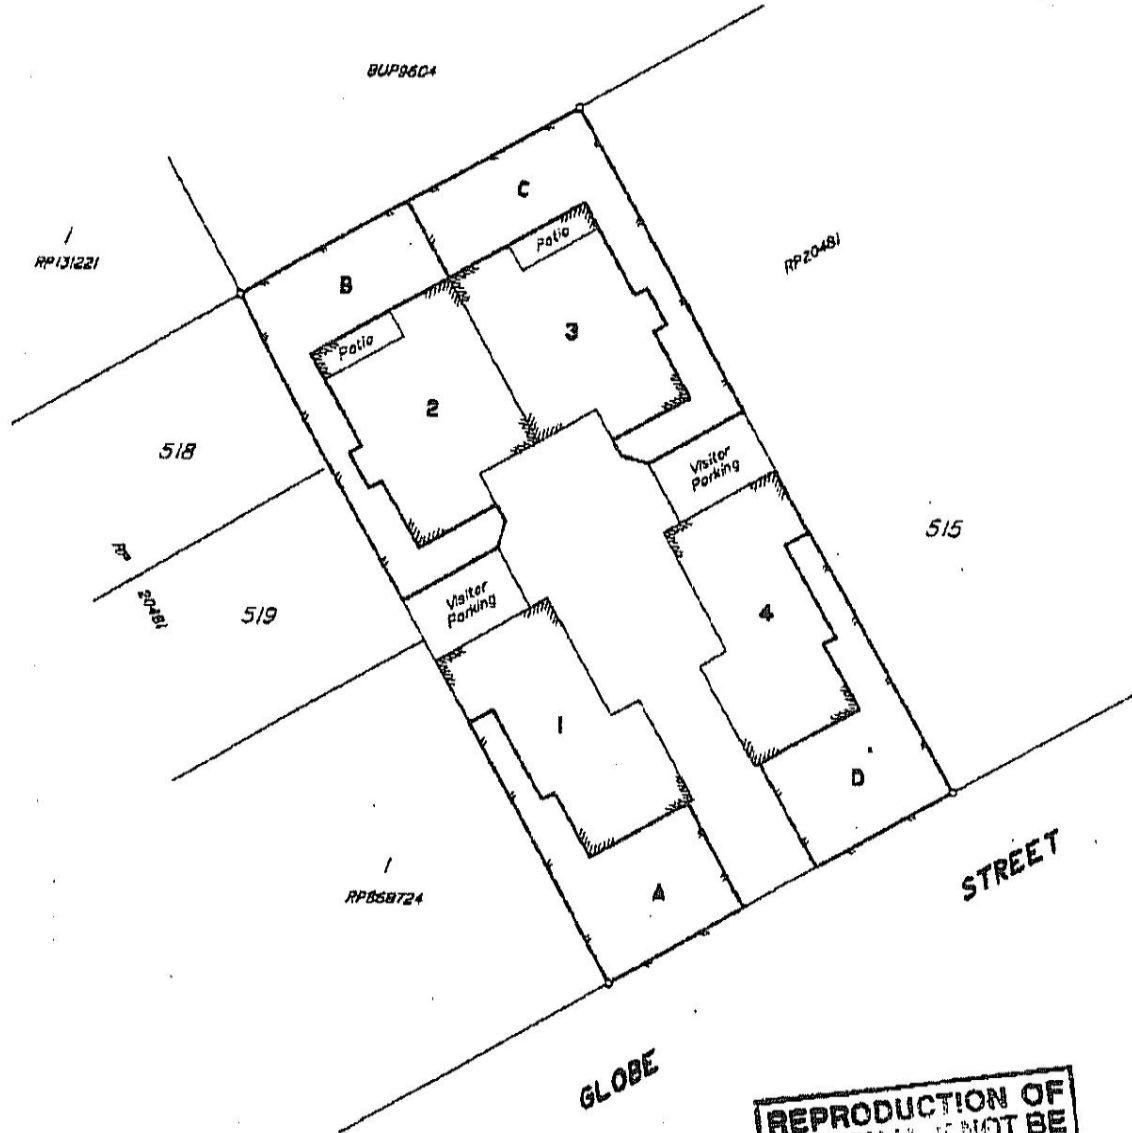 BUP9604
C
1
RP131221
RP20481
B
Patio
Patio
3
2
518
Visitor
Parking
515
RP
20481
519
Visitor
Parking
4
1
D
1
RP868724
A
STREET
GLOBE
REPRODUCTION OF
NOT BE